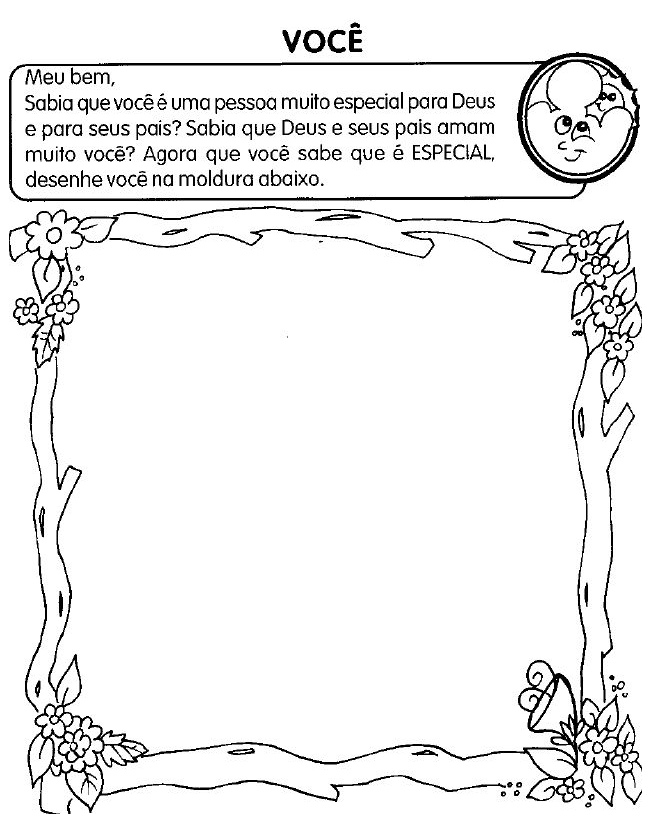 VOCÊ
Meu bem,
Sabia que você é uma pessoa muito especial para Deus
e para seus pais? Sabia que Deus e seus pais amam
muito você? Agora que você sabe que é ESPECIAL,
desenhe você na moldura abaixo.